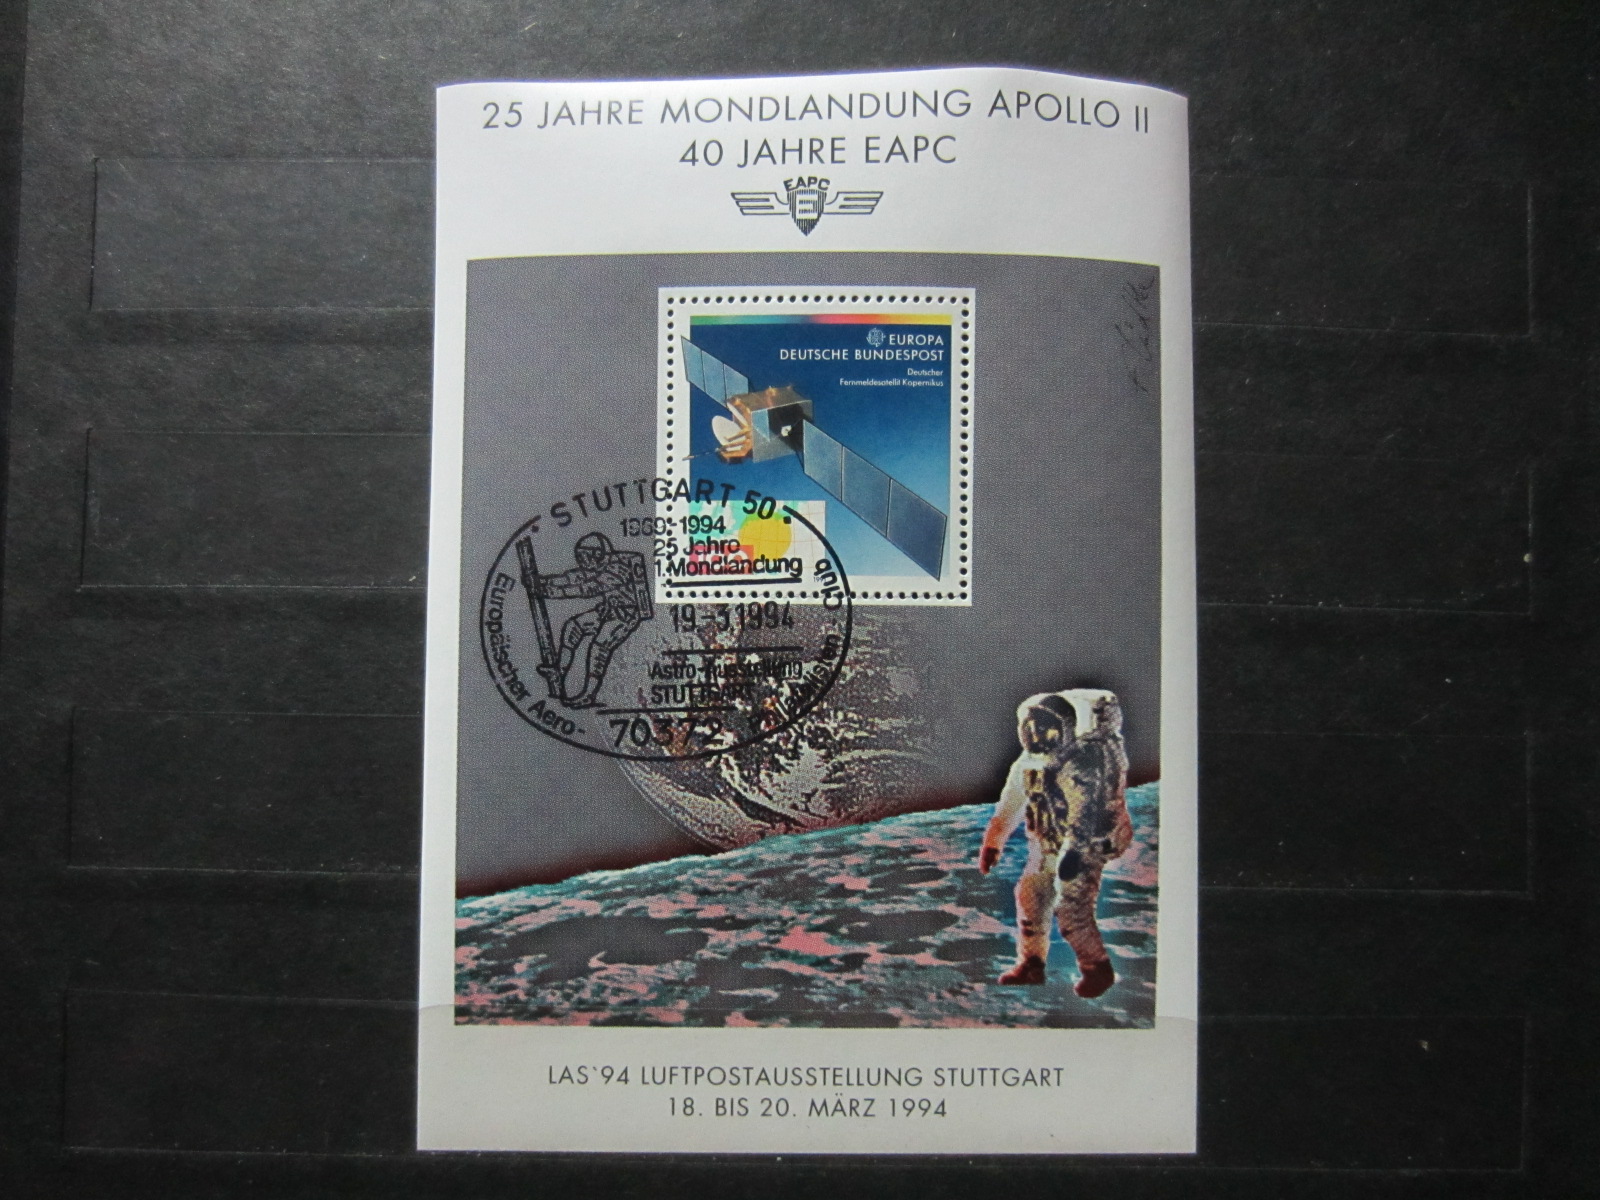 25 JAHRE MONDLANDUNG APOLLO II
40 JAHRE EAPC
EAPC
EUROPA
DEUTSCHE BUNDESPOST
Deutscher
Fernmeldesatellit Kopernikus
STUTTGART 50
1969-1994
25 Jahre
1. Mondlandung
19.-3.1994
Astro-Ausstellung
STUTTGART
70372
Europäischer Aero-Philatelisten-Club
LAS`94 LUFTPOSTAUSSTELLUNG STUTTGART
18. BIS 20. MÄRZ 1994